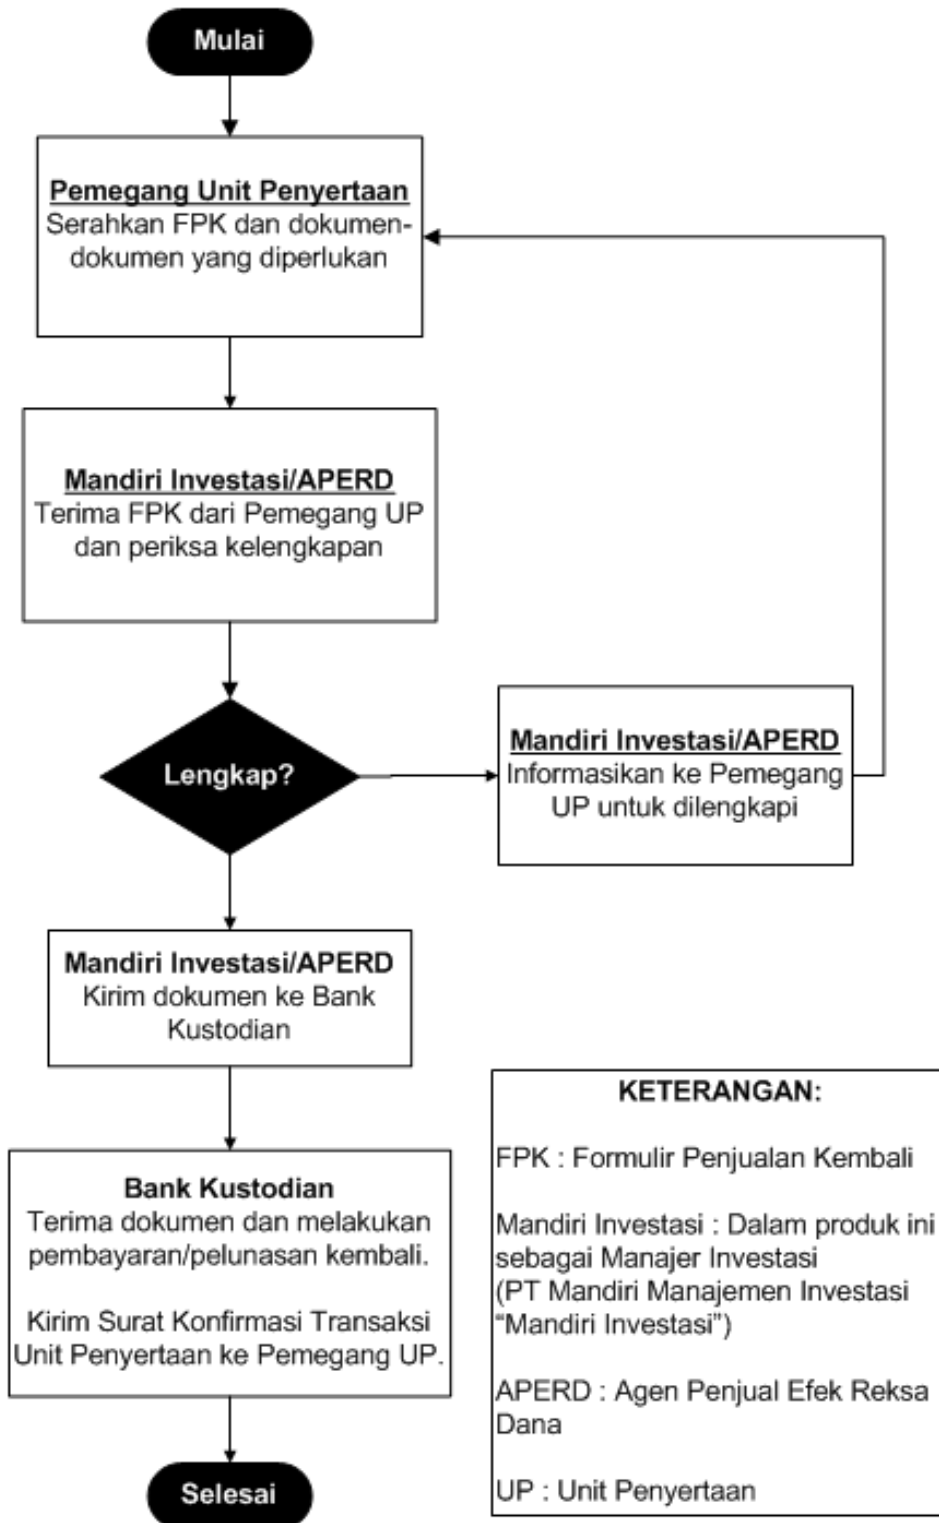 Mulai
Pemegang Unit Penyertaan
Serahkan FPK dan dokumen-
dokumen yang diperlukan
Mandiri Investasi/APERD
Terima FPK dari Pemegang UP
dan periksa kelengkapan
Lengkap?
Mandiri Investasi/APERD
Informasikan ke Pemegang
UP untuk dilengkapi
Mandiri Investasi/APERD
Kirim dokumen ke Bank
Kustodian
Bank Kustodian
Terima dokumen dan melakukan
pembayaran/pelunasan kembali.
Kirim Surat Konfirmasi Transaksi
Unit Penyertaan ke Pemegang UP.
Selesai
KETERANGAN:
FPK : Formulir Penjualan Kembali
Mandiri Investasi : Dalam produk ini
sebagai Manajer Investasi
(PT Mandiri Manajemen Investasi
“Mandiri Investasi”)
APERD : Agen Penjual Efek Reksa
Dana
UP : Unit Penyertaan